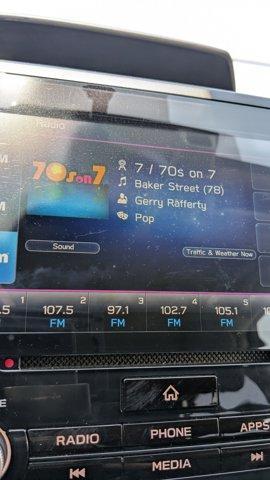 Radio
70s on 7
7 / 70s on 7
Baker Street (78)
Gerry Rafferty
Pop
Sound
Traffic & Weather Now
1 2 3 4 5
.5 107.5 97.1 102.7 105.1
FM FM FM FM
RADIO PHONE APPS
MEDIA